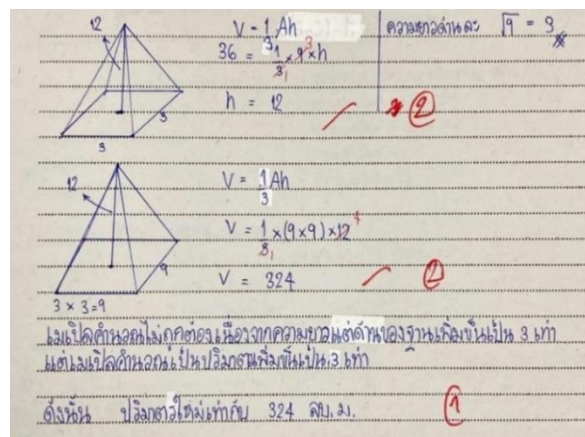 12
3
3
V = 1/3 Ah
36 = 1/3 × 9 × h
3
1
h = 12
ความยาวด้านละ √9 = 3
2
12
9
3 × 3 = 9
V = 1/3 Ah
V = 1/3 × (9 × 9) × 12
1
4
V = 324
2
เมเปิลคำนวณไม่ถูกต้องเนื่องจากความยาวแต่ด้านของฐานเพิ่มขึ้นเป็น 3 เท่า
แต่เมเปิลคำนวณเป็นปริมาตรเพิ่มขึ้นเป็น 3 เท่า
ดังนั้น ปริมาตรใหม่เท่ากับ 324 ลบ.ม.
1